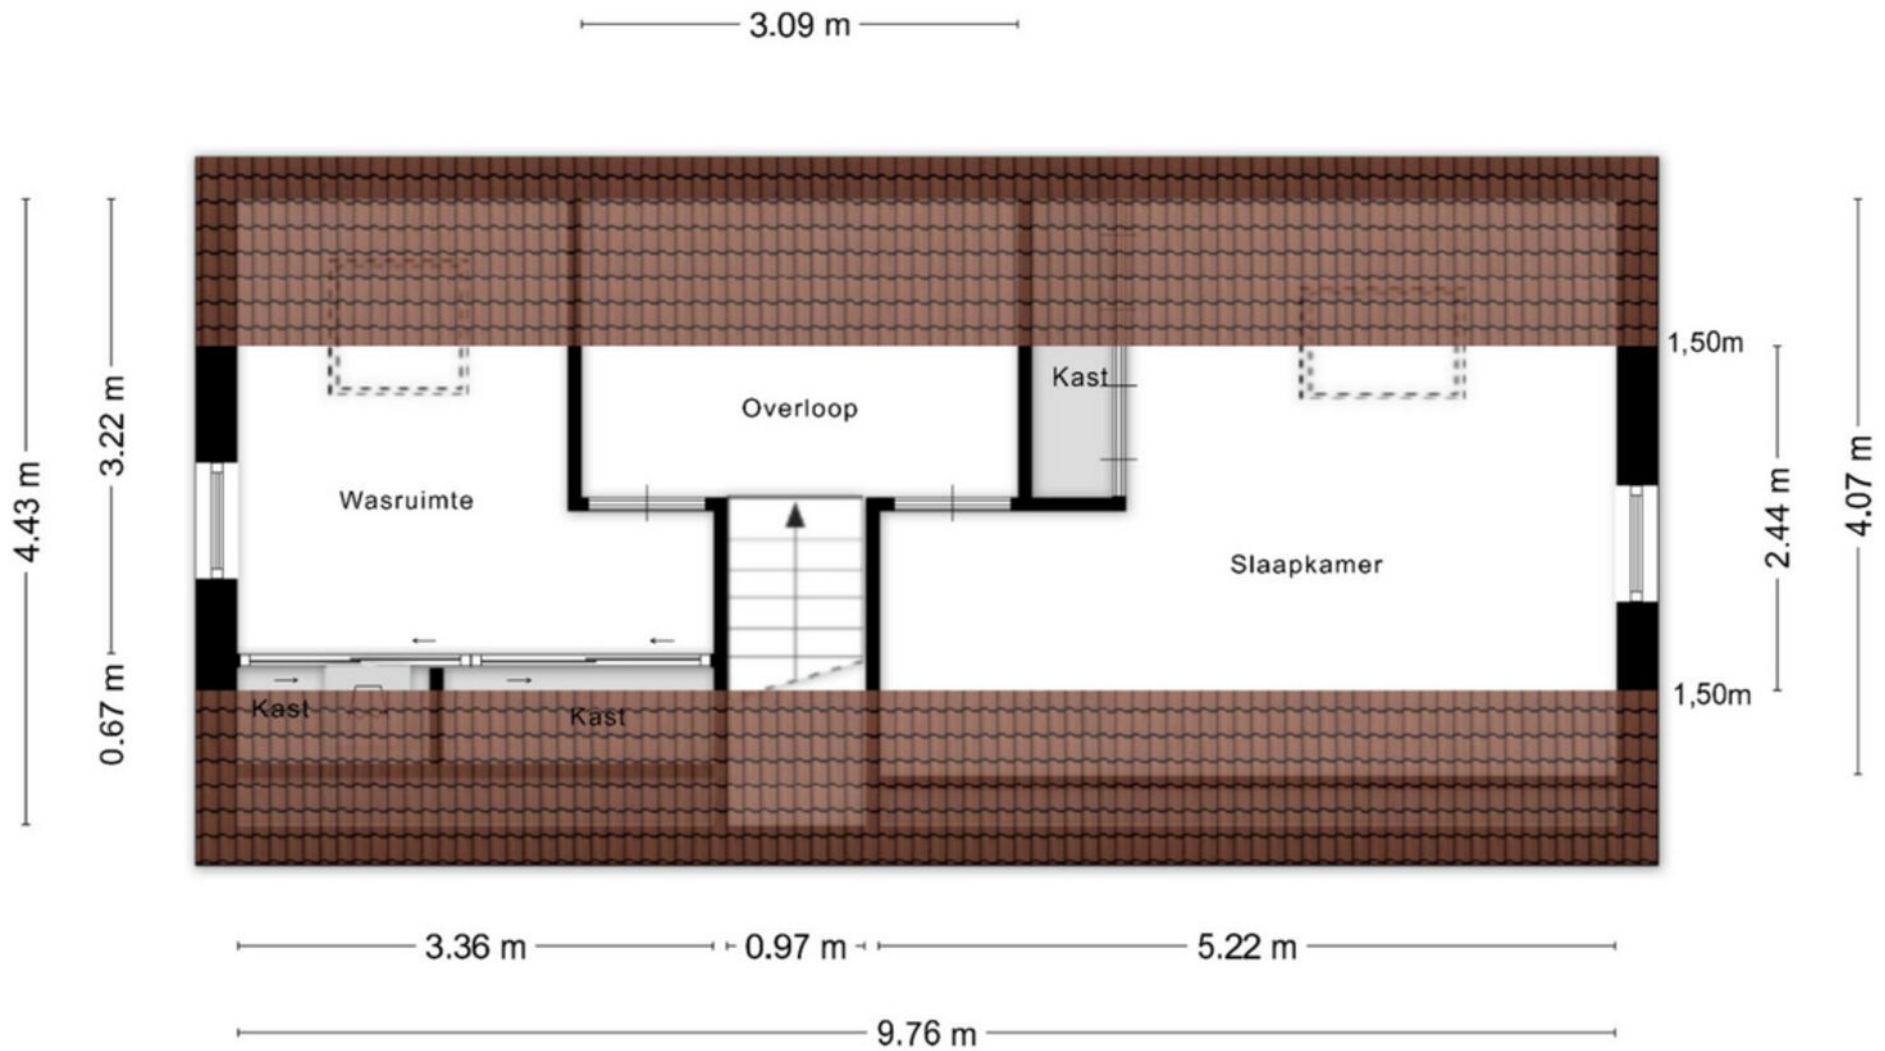 3.09 m
1,50m
Kast
Overloop
3.22 m
4.43 m
4.07 m
2.44 m
Wasruimte
Slaapkamer
0.67 m
1,50m
Kast
Kast
3.36 m
0.97 m
5.22 m
9.76 m